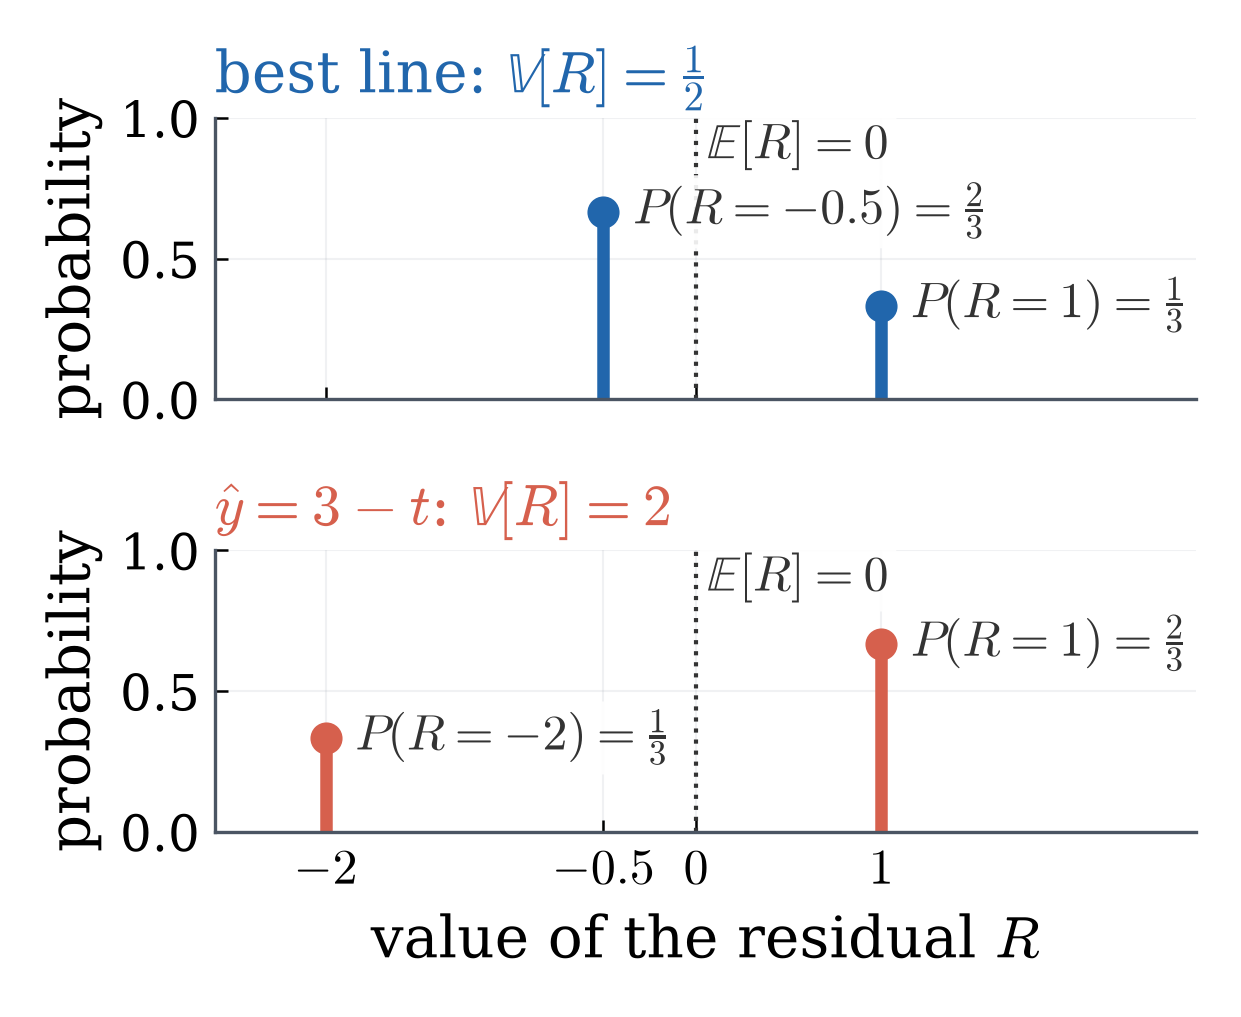 best line: 𝕍[R] = 1/2
1.0
𝔼[R] = 0
P(R = −0.5) = 2/3
0.5
P(R = 1) = 1/3
0.0
probability
ŷ = 3 − t: 𝕍[R] = 2
1.0
𝔼[R] = 0
P(R = 1) = 2/3
0.5
P(R = −2) = 1/3
0.0
probability
−2 −0.5 0 1
value of the residual R